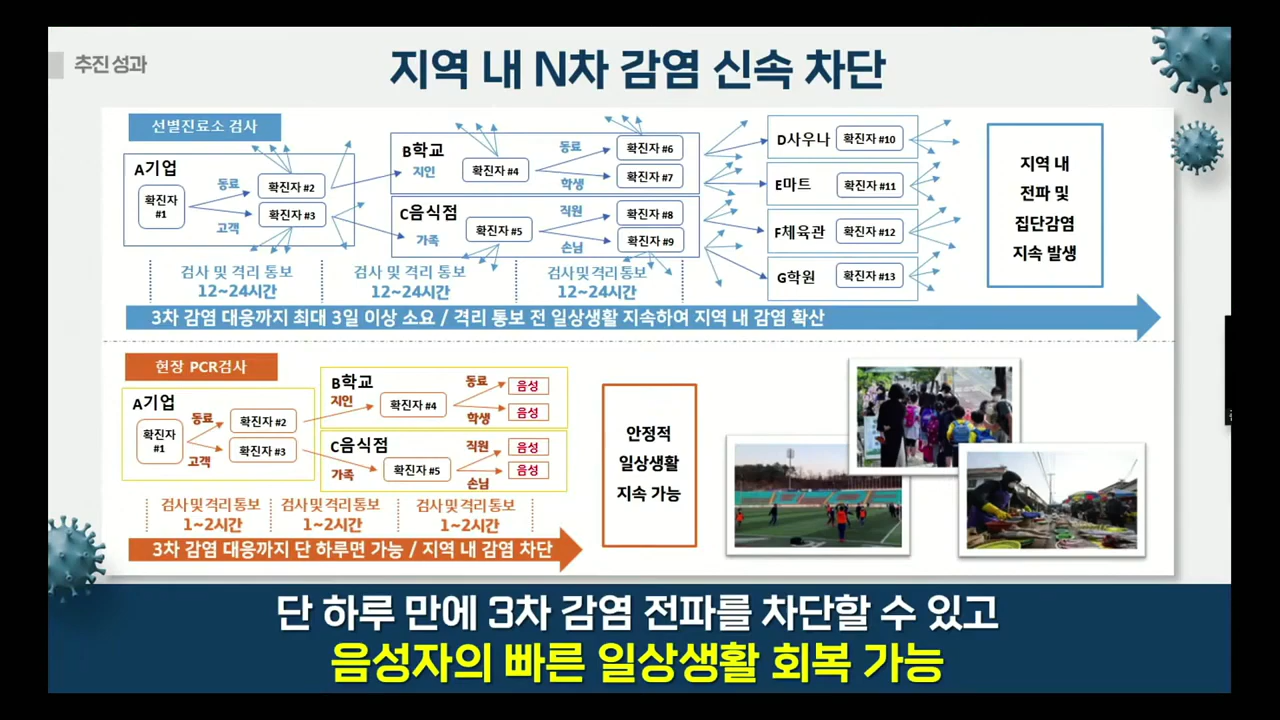 추진성과
지역 내 N차 감염 신속 차단
선별진료소 검사
A기업
확진자 #1
동료
고객
확진자 #2
확진자 #3
B학교
지인
확진자 #4
동료
학생
확진자 #6
확진자 #7
C음식점
가족
확진자 #5
직원
손님
확진자 #8
확진자 #9
D사우나 확진자 #10
E마트 확진자 #11
F체육관 확진자 #12
G학원 확진자 #13
지역 내
전파 및
집단감염
지속 발생
검사 및 격리 통보
12~24시간
검사 및 격리 통보
12~24시간
검사 및 격리 통보
12~24시간
3차 감염 대응까지 최대 3일 이상 소요 / 격리 통보 전 일상생활 지속하여 지역 내 감염 확산
현장 PCR검사
A기업
확진자 #1
동료
고객
확진자 #2
확진자 #3
B학교
지인
확진자 #4
동료
학생
음성
음성
C음식점
가족
확진자 #5
직원
손님
음성
음성
안정적
일상생활
지속 가능
검사 및 격리 통보
1~2시간
검사 및 격리 통보
1~2시간
검사 및 격리 통보
1~2시간
3차 감염 대응까지 단 하루면 가능 / 지역 내 감염 차단
단 하루 만에 3차 감염 전파를 차단할 수 있고
음성자의 빠른 일상생활 회복 가능